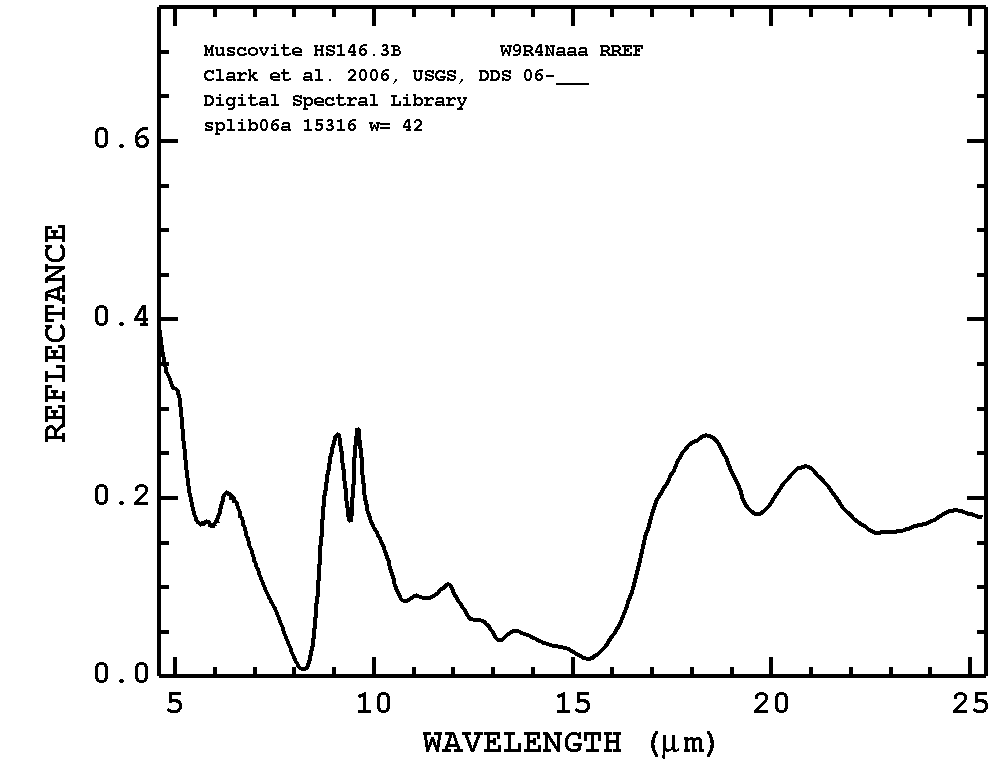 Muscovite HS146.3B W9R4Naaa RREF
Clark et al. 2006, USGS, DDS 06-___
Digital Spectral Library
splib06a 15316 w= 42
REFLECTANCE
0.6
0.4
0.2
0.0
5 10 15 20 25
WAVELENGTH (μm)